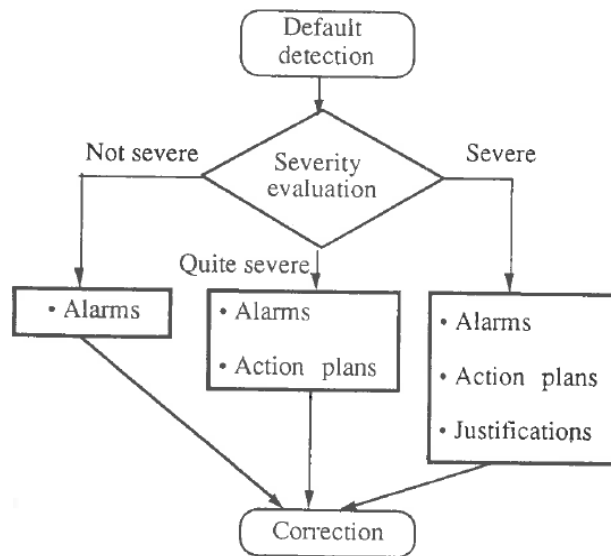 Default
detection
Not severe
Severity
evaluation
Severe
Quite severe
• Alarms
• Alarms
• Action plans
• Alarms
• Action plans
• Justifications
Correction